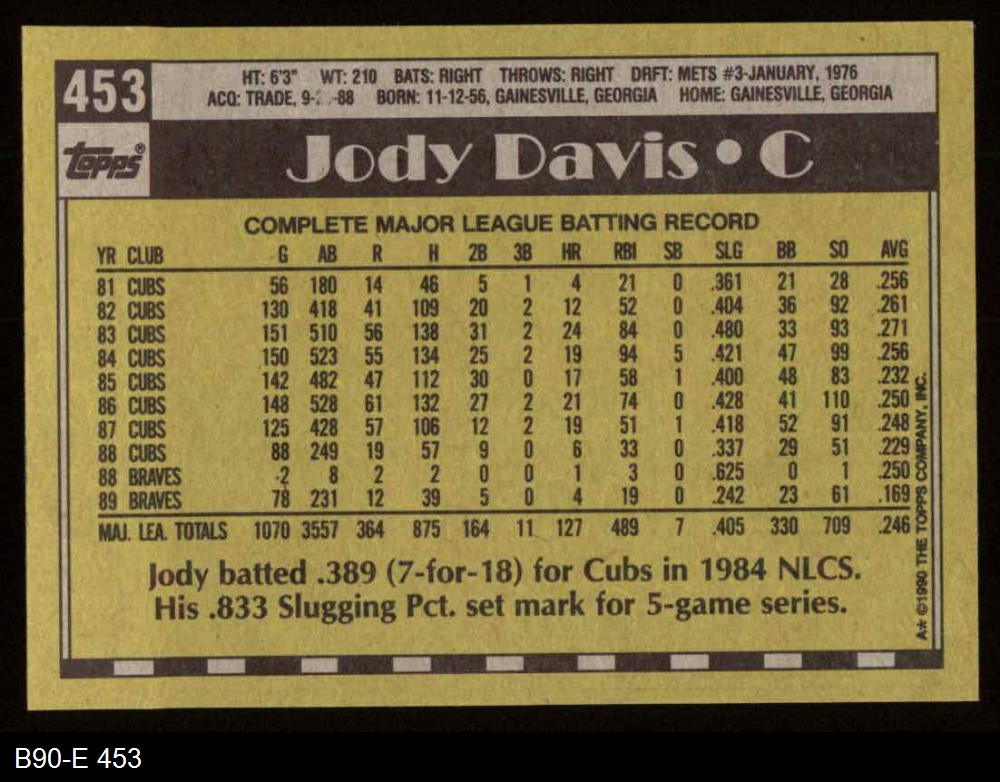 453
HT: 6'3" WT: 210 BATS: RIGHT THROWS: RIGHT DRFT: METS #3-JANUARY, 1976
ACQ: TRADE, 9- -88 BORN: 11-12-56, GAINESVILLE, GEORGIA HOME: GAINESVILLE, GEORGIA
topps®
Jody Davis • C
COMPLETE MAJOR LEAGUE BATTING RECORD
YR CLUB G AB R H 2B 3B HR RBI SB SLG BB SO AVG
81 CUBS 56 180 14 46 5 1 4 21 0 .361 21 28 .256
82 CUBS 130 418 41 109 20 2 12 52 0 .404 36 92 .261
83 CUBS 151 510 56 138 31 2 24 84 0 .480 33 93 .271
84 CUBS 150 523 55 134 25 2 19 94 5 .421 47 99 .256
85 CUBS 142 482 47 112 30 0 17 58 1 .400 48 83 .232
86 CUBS 148 528 61 132 27 2 21 74 0 .428 41 110 .250
87 CUBS 125 428 57 106 12 2 19 51 1 .418 52 91 .248
88 CUBS 88 249 19 57 9 0 6 33 0 .337 29 51 .229
88 BRAVES 2 8 2 2 0 0 1 3 0 .625 0 1 .250
89 BRAVES 78 231 12 39 5 0 4 19 0 .242 23 61 .169
MAJ. LEA. TOTALS 1070 3557 364 875 164 11 127 489 7 .405 330 709 .246
Jody batted .389 (7-for-18) for Cubs in 1984 NLCS.
His .833 Slugging Pct. set mark for 5-game series.
A* ©1990 THE TOPPS COMPANY, INC.
B90-E 453